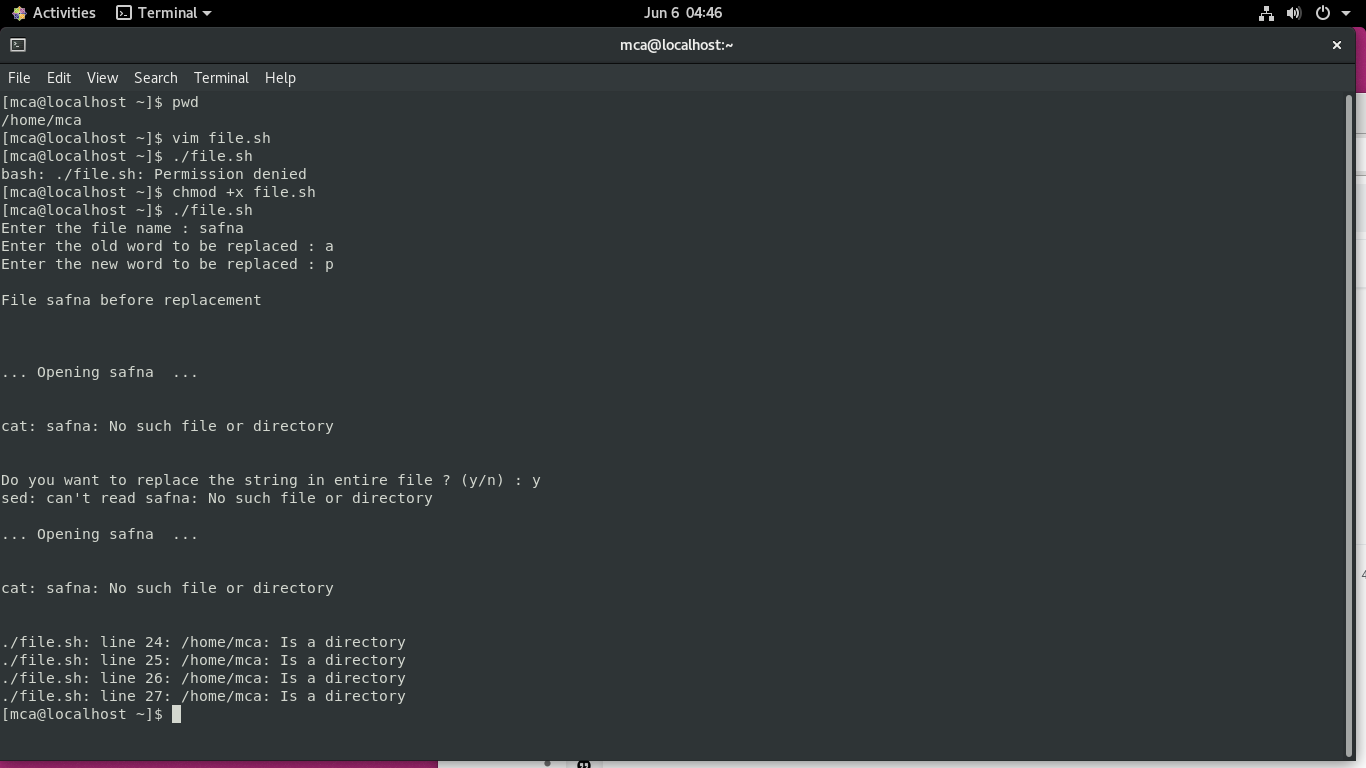 Activities Terminal Jun 6 04:46
mca@localhost:~
File Edit View Search Terminal Help
[mca@localhost ~]$ pwd
/home/mca
[mca@localhost ~]$ vim file.sh
[mca@localhost ~]$ ./file.sh
bash: ./file.sh: Permission denied
[mca@localhost ~]$ chmod +x file.sh
[mca@localhost ~]$ ./file.sh
Enter the file name : safna
Enter the old word to be replaced : a
Enter the new word to be replaced : p
File safna before replacement
... Opening safna  ...
cat: safna: No such file or directory
Do you want to replace the string in entire file ? (y/n) : y
sed: can't read safna: No such file or directory
... Opening safna  ...
cat: safna: No such file or directory
./file.sh: line 24: /home/mca: Is a directory
./file.sh: line 25: /home/mca: Is a directory
./file.sh: line 26: /home/mca: Is a directory
./file.sh: line 27: /home/mca: Is a directory
[mca@localhost ~]$